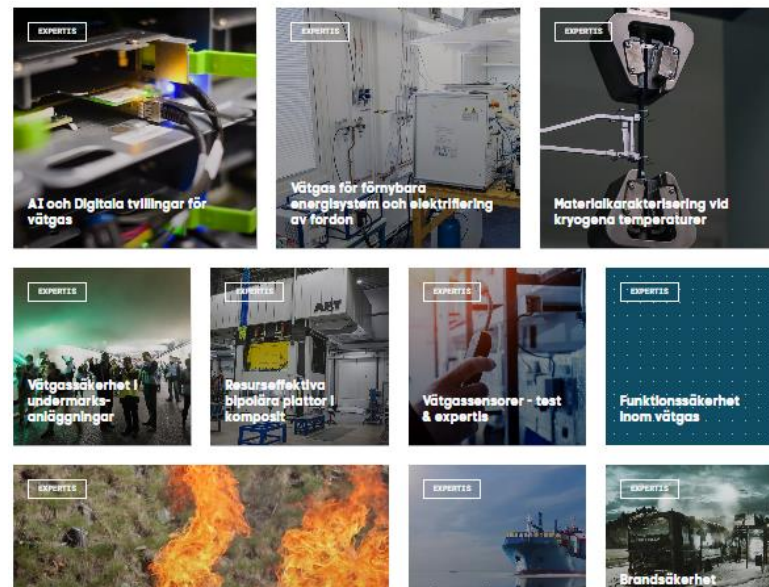 EXPERTIS
AI och Digitala tvillingar för
vätgas
EXPERTIS
Vätgas för förnybara
energisystem och elektrifiering
av fordon
EXPERTIS
Materialkarakterisering vid
kryogena temperaturer
EXPERTIS
Vätgassäkerhet i
undermarks-
anläggningar
EXPERTIS
Resurseffektiva
bipolära plattor i
komposit
EXPERTIS
Vätgassensorer - test
& expertis
EXPERTIS
Funktionssäkerhet
inom vätgas
EXPERTIS
EXPERTIS
EXPERTIS
Brandsäkerhet